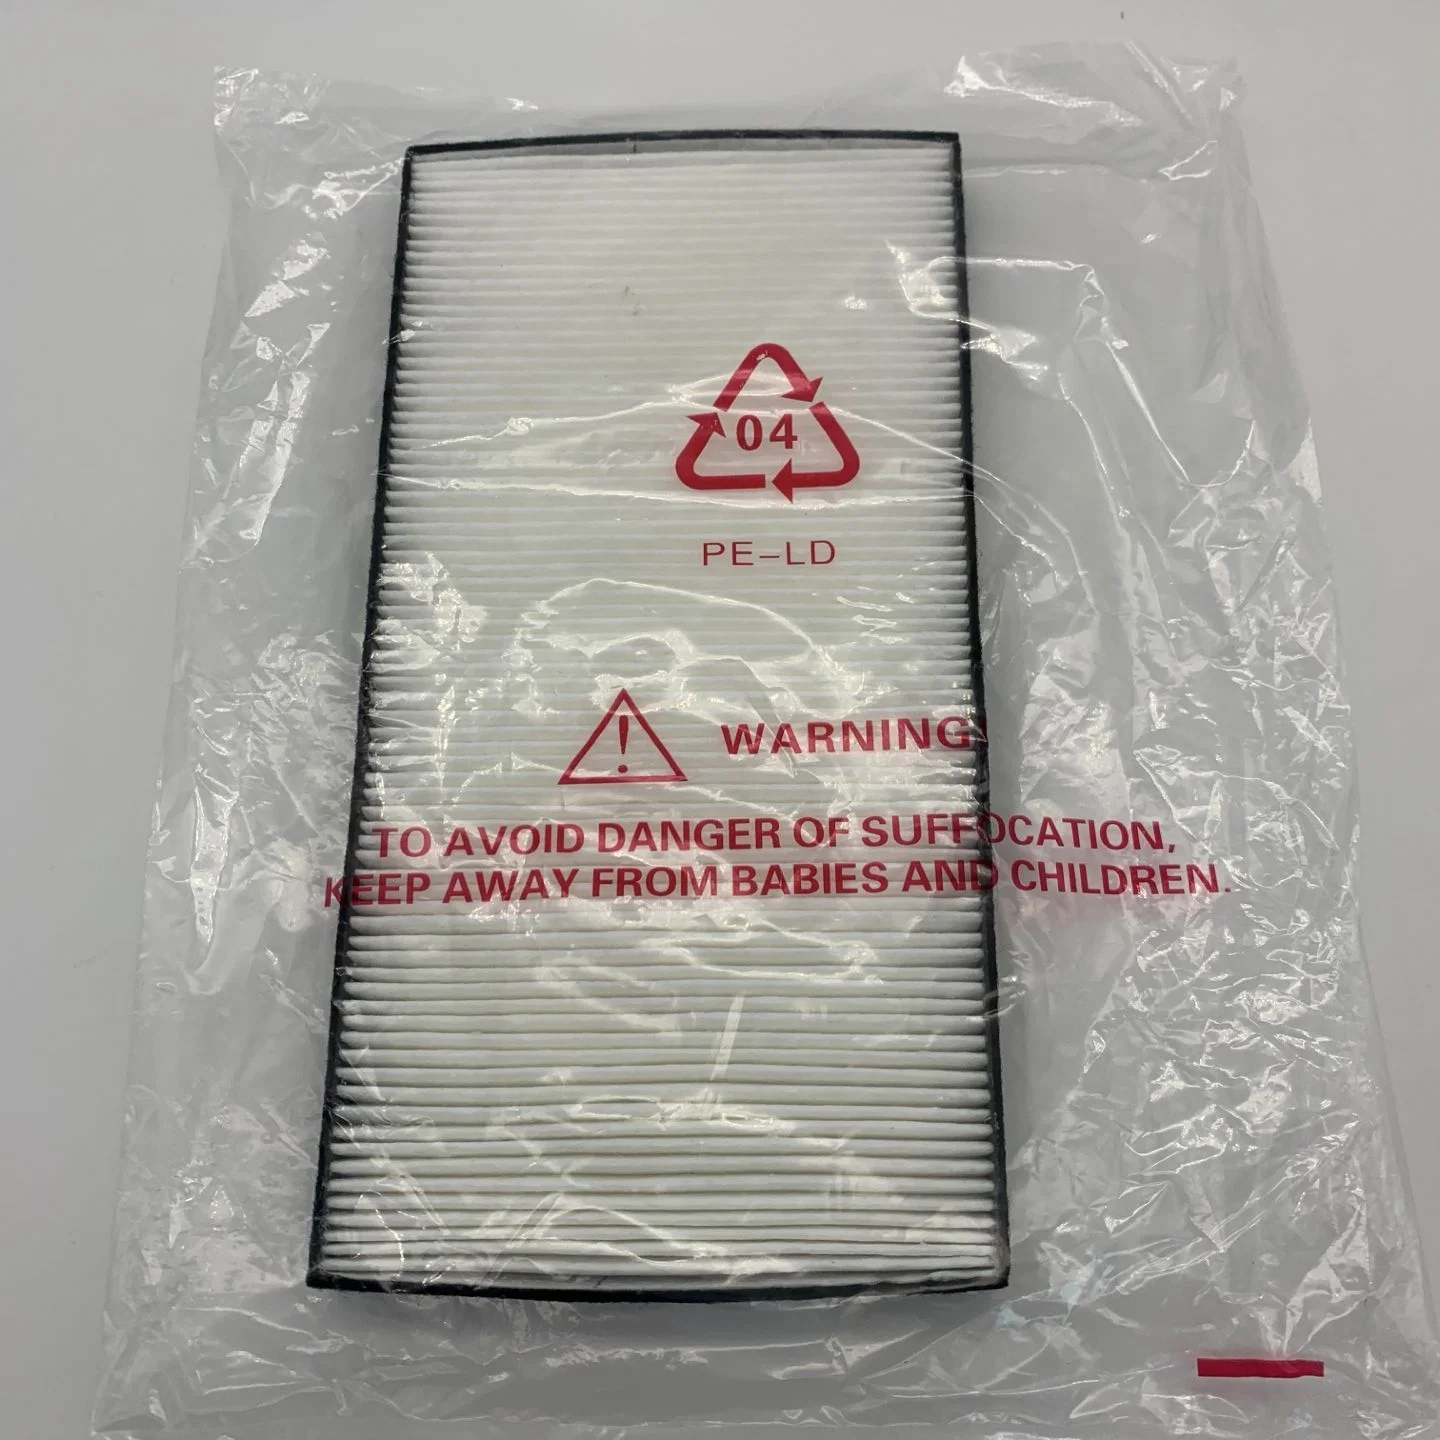 04
PE-LD
WARNING!
TO AVOID DANGER OF SUFFOCATION,
KEEP AWAY FROM BABIES AND CHILDREN.